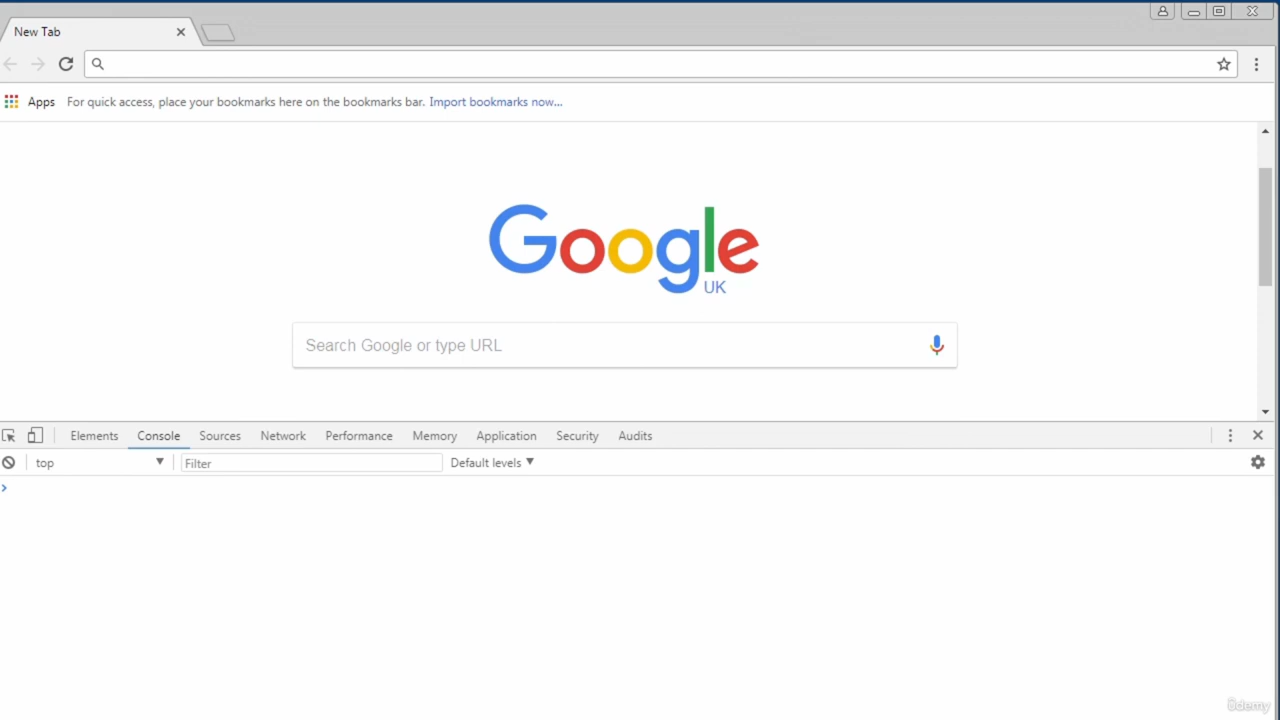 New Tab
Apps For quick access, place your bookmarks here on the bookmarks bar. Import bookmarks now...
Google
UK
Search Google or type URL
Elements Console Sources Network Performance Memory Application Security Audits
top Filter Default levels
udemy